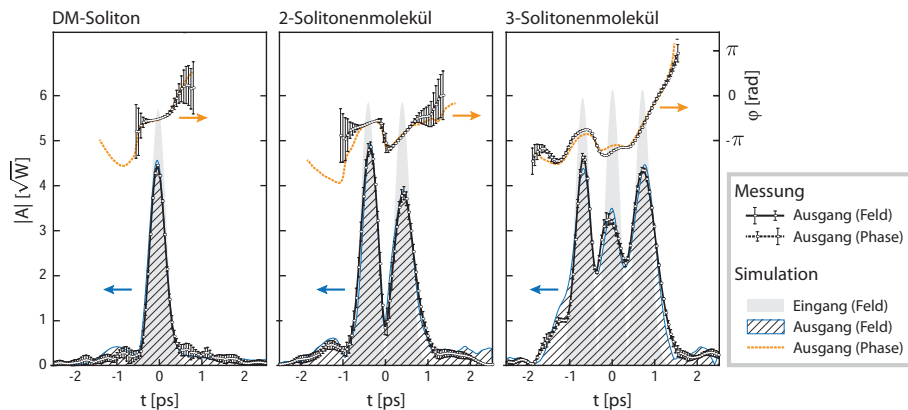 DM-Soliton
2-Solitonenmolekül
3-Solitonenmolekül
|A| [√W]
6
5
4
3
2
1
0
π
0
-π
φ [rad]
-2 -1 0 1 2
-2 -1 0 1 2
-2 -1 0 1 2
t [ps]
t [ps]
t [ps]
Messung
Ausgang (Feld)
Ausgang (Phase)
Simulation
Eingang (Feld)
Ausgang (Feld)
Ausgang (Phase)